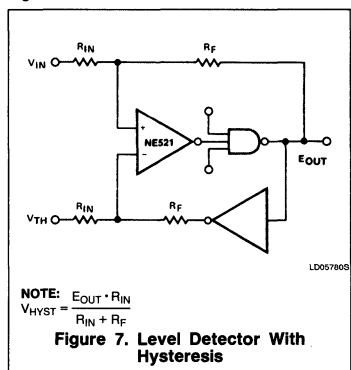 RIN
RF
VIN
+
NE521
−
EOUT
VTH
RIN
RF
LD05780S
NOTE:
VHYST = EOUT • RIN
RIN + RF
Figure 7. Level Detector With
Hysteresis